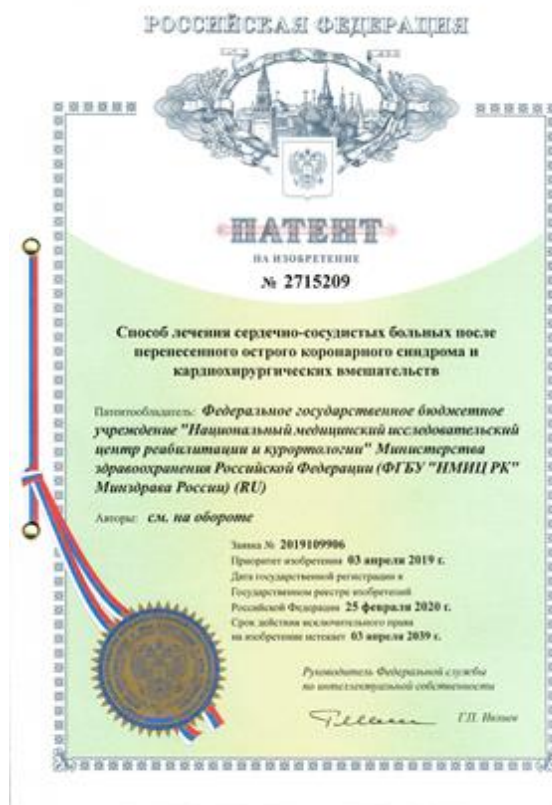 РОССИЙСКАЯ ФЕДЕРАЦИЯ
ПАТЕНТ
НА ИЗОБРЕТЕНИЕ
№ 2715209
Способ лечения сердечно-сосудистых больных после
перенесенного острого коронарного синдрома и
кардиохирургических вмешательств
Патентообладатель: Федеральное государственное бюджетное
учреждение "Национальный медицинский исследовательский
центр реабилитации и курортологии" Министерства
здравоохранения Российской Федерации (ФГБУ "НМИЦ РК"
Минздрава России) (RU)
Авторы: см. на обороте
Заявка № 2019109906
Приоритет изобретения 03 апреля 2019 г.
Дата государственной регистрации в
Государственном реестре изобретений
Российской Федерации 25 февраля 2020 г.
Срок действия исключительного права
на изобретение истекает 03 апреля 2039 г.
Руководитель Федеральной службы
по интеллектуальной собственности
Г.П. Ивлиев